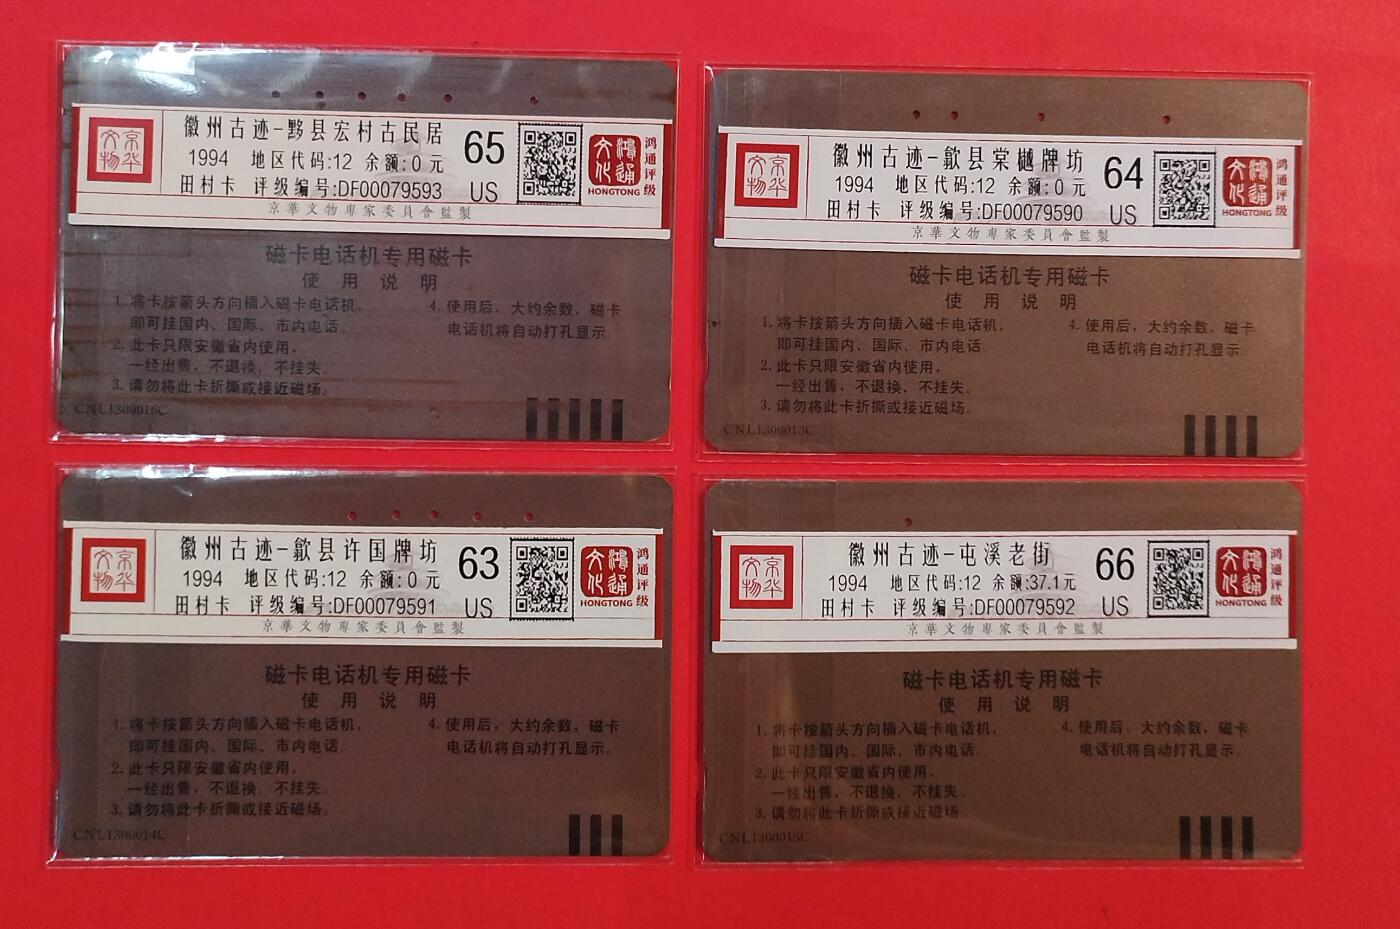 京华文物
徽州古迹-黟县宏村古民居
1994 地区代码:12 余额:0元
田村卡 评级编号:DF00079593
65
US
鸿通文化
HONGTONG
鸿通评级
京華文物專家委員會監製
磁卡电话机专用磁卡
使用说明
1. 将卡按箭头方向插入磁卡电话机,
即可挂国内、国际、市内电话。
2. 此卡只限安徽省内使用,
一经出售,不退换、不挂失。
3. 请勿将此卡折撕或接近磁场。
4. 使用后,大约余数,磁卡
电话机将自动打孔显示
CNL1300016C
京华文物
徽州古迹-歙县棠樾牌坊
1994 地区代码:12 余额:0元
田村卡 评级编号:DF00079590
64
US
鸿通文化
HONGTONG
鸿通评级
京華文物專家委員會監製
磁卡电话机专用磁卡
使用说明
1. 将卡按箭头方向插入磁卡电话机,
即可挂国内、国际、市内电话
2. 此卡只限安徽省内使用,
一经出售,不退换、不挂失。
3. 请勿将此卡折撕或接近磁场。
4. 使用后,大约余数,磁卡
电话机将自动打孔显示
CNL1300013C
京华文物
徽州古迹-歙县许国牌坊
1994 地区代码:12 余额:0元
田村卡 评级编号:DF00079591
63
US
鸿通文化
HONGTONG
鸿通评级
京華文物專家委員會監製
磁卡电话机专用磁卡
使用说明
1. 将卡按箭头方向插入磁卡电话机,
即可挂国内、国际、市内电话。
2. 此卡只限安徽省内使用,
一经出售,不退换、不挂失。
3. 请勿将此卡折撕或接近磁场。
4. 使用后,大约余数,磁卡
电话机将自动打孔显示。
CNL1300014C
京华文物
徽州古迹-屯溪老街
1994 地区代码:12 余额:37.1元
田村卡 评级编号:DF00079592
66
US
鸿通文化
HONGTONG
鸿通评级
京華文物專家委員會監製
磁卡电话机专用磁卡
使用说明
1. 将卡按箭头方向插入磁卡电话机,
即可挂国内、国际、市内电话。
2. 此卡只限安徽省内使用,
一经出售,不退换、不挂失。
3. 请勿将此卡折撕或接近磁场
4. 使用后,大约余数,磁卡
电话机将自动打孔显示。
CNL1300015C